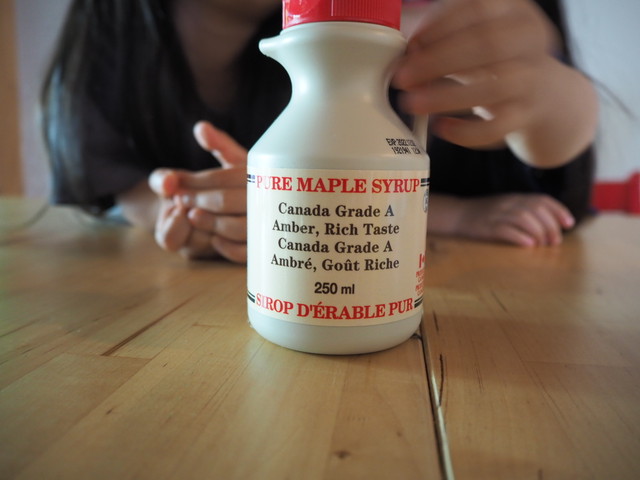 PURE MAPLE SYRUP
Canada Grade A
Amber, Rich Taste
Canada Grade A
Ambré, Goût Riche
250 ml
SIROP D'ÉRABLE PUR